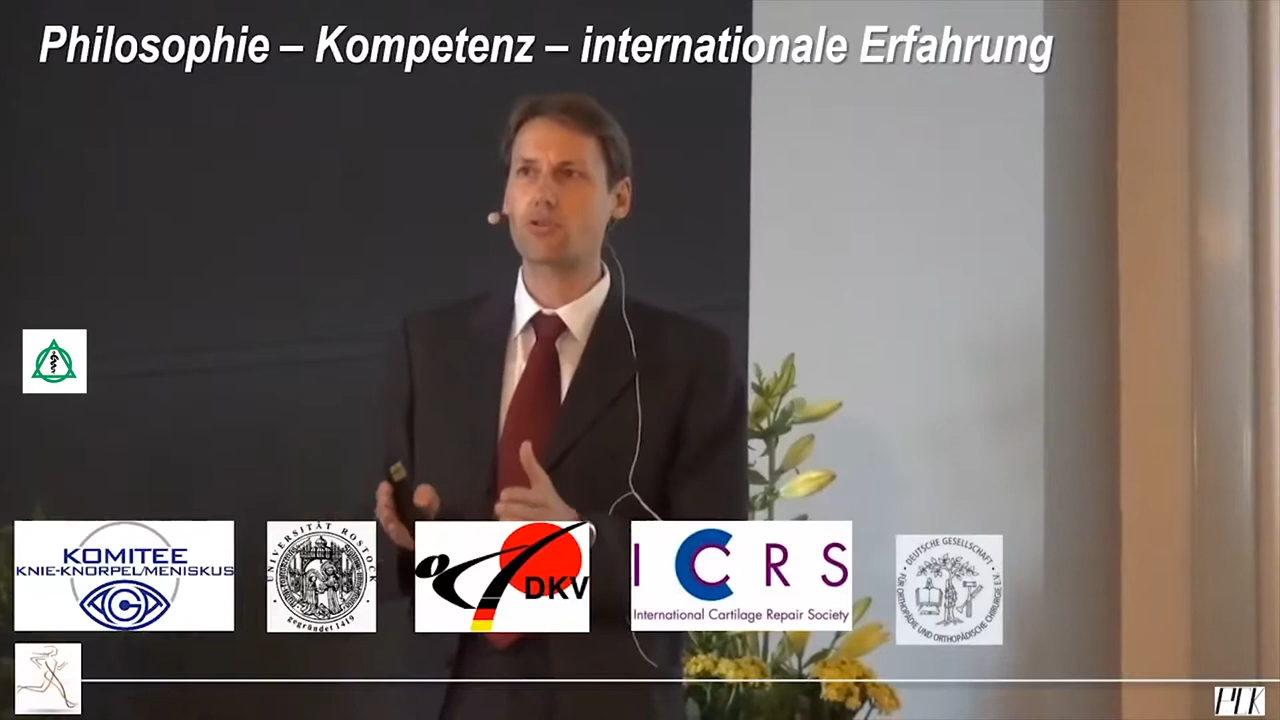 Philosophie – Kompetenz – internationale Erfahrung
KOMITEE
KNIE-KNORPEL/MENISKUS
AGA
UNIVERSITÄT ROSTOCK
gegründet 1419
DKV
ICRS
International Cartilage Repair Society
DEUTSCHE GESELLSCHAFT
FÜR ORTHOPÄDIE UND ORTHOPÄDISCHE CHIRURGIE e.V.